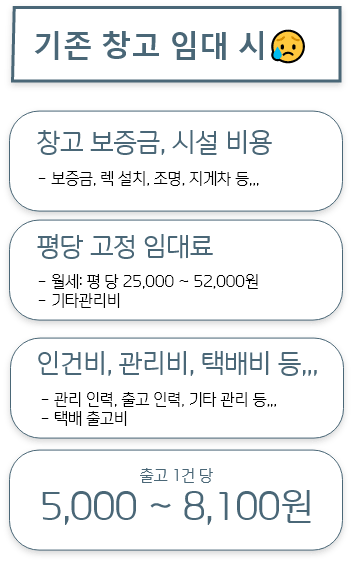 기존 창고 임대 시😥
창고 보증금, 시설 비용
- 보증금, 렉 설치, 조명, 지게차 등,,,
평당 고정 임대료
- 월세: 평 당 25,000 ~ 52,000원
- 기타관리비
인건비, 관리비, 택배비 등,,,
- 관리 인력, 출고 인력, 기타 관리 등,,,
- 택배 출고비
출고 1건 당
5,000 ~ 8,100원